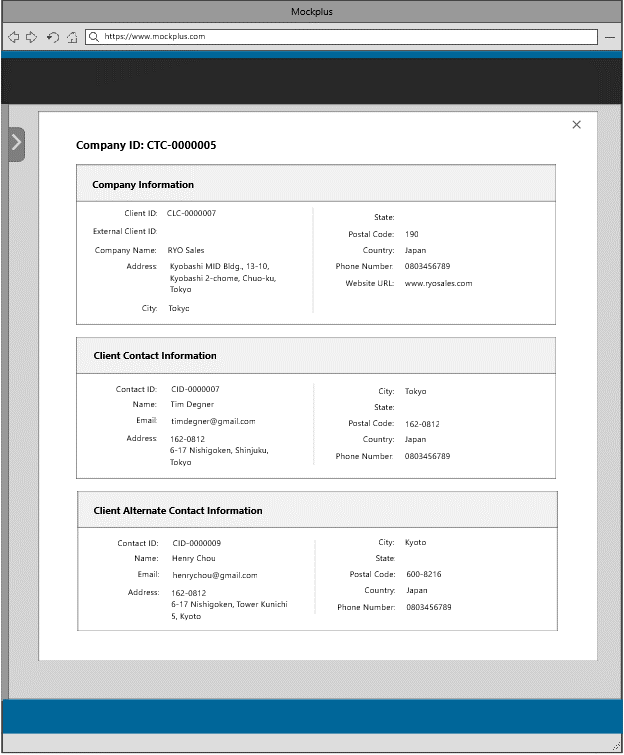 Mockplus
https://www.mockplus.com
Company ID: CTC-0000005
Company Information
Client ID: CLC-0000007
External Client ID:
Company Name: RYO Sales
Address: Kyobashi MID Bldg., 13-10,
Kyobashi 2-chome, Chuo-ku,
Tokyo
City: Tokyo
State:
Postal Code: 190
Country: Japan
Phone Number: 0803456789
Website URL: www.ryosales.com
Client Contact Information
Contact ID: CID-0000007
Name: Tim Degner
Email: timdegner@gmail.com
Address: 162-0812
6-17 Nishigoken, Shinjuku,
Tokyo
City: Tokyo
State:
Postal Code: 162-0812
Country: Japan
Phone Number: 0803456789
Client Alternate Contact Information
Contact ID: CID-0000009
Name: Henry Chou
Email: henrychou@gmail.com
Address: 162-0812
6-17 Nishigoken, Tower Kunichi
5, Kyoto
City: Kyoto
State:
Postal Code: 600-8216
Country: Japan
Phone Number: 0803456789